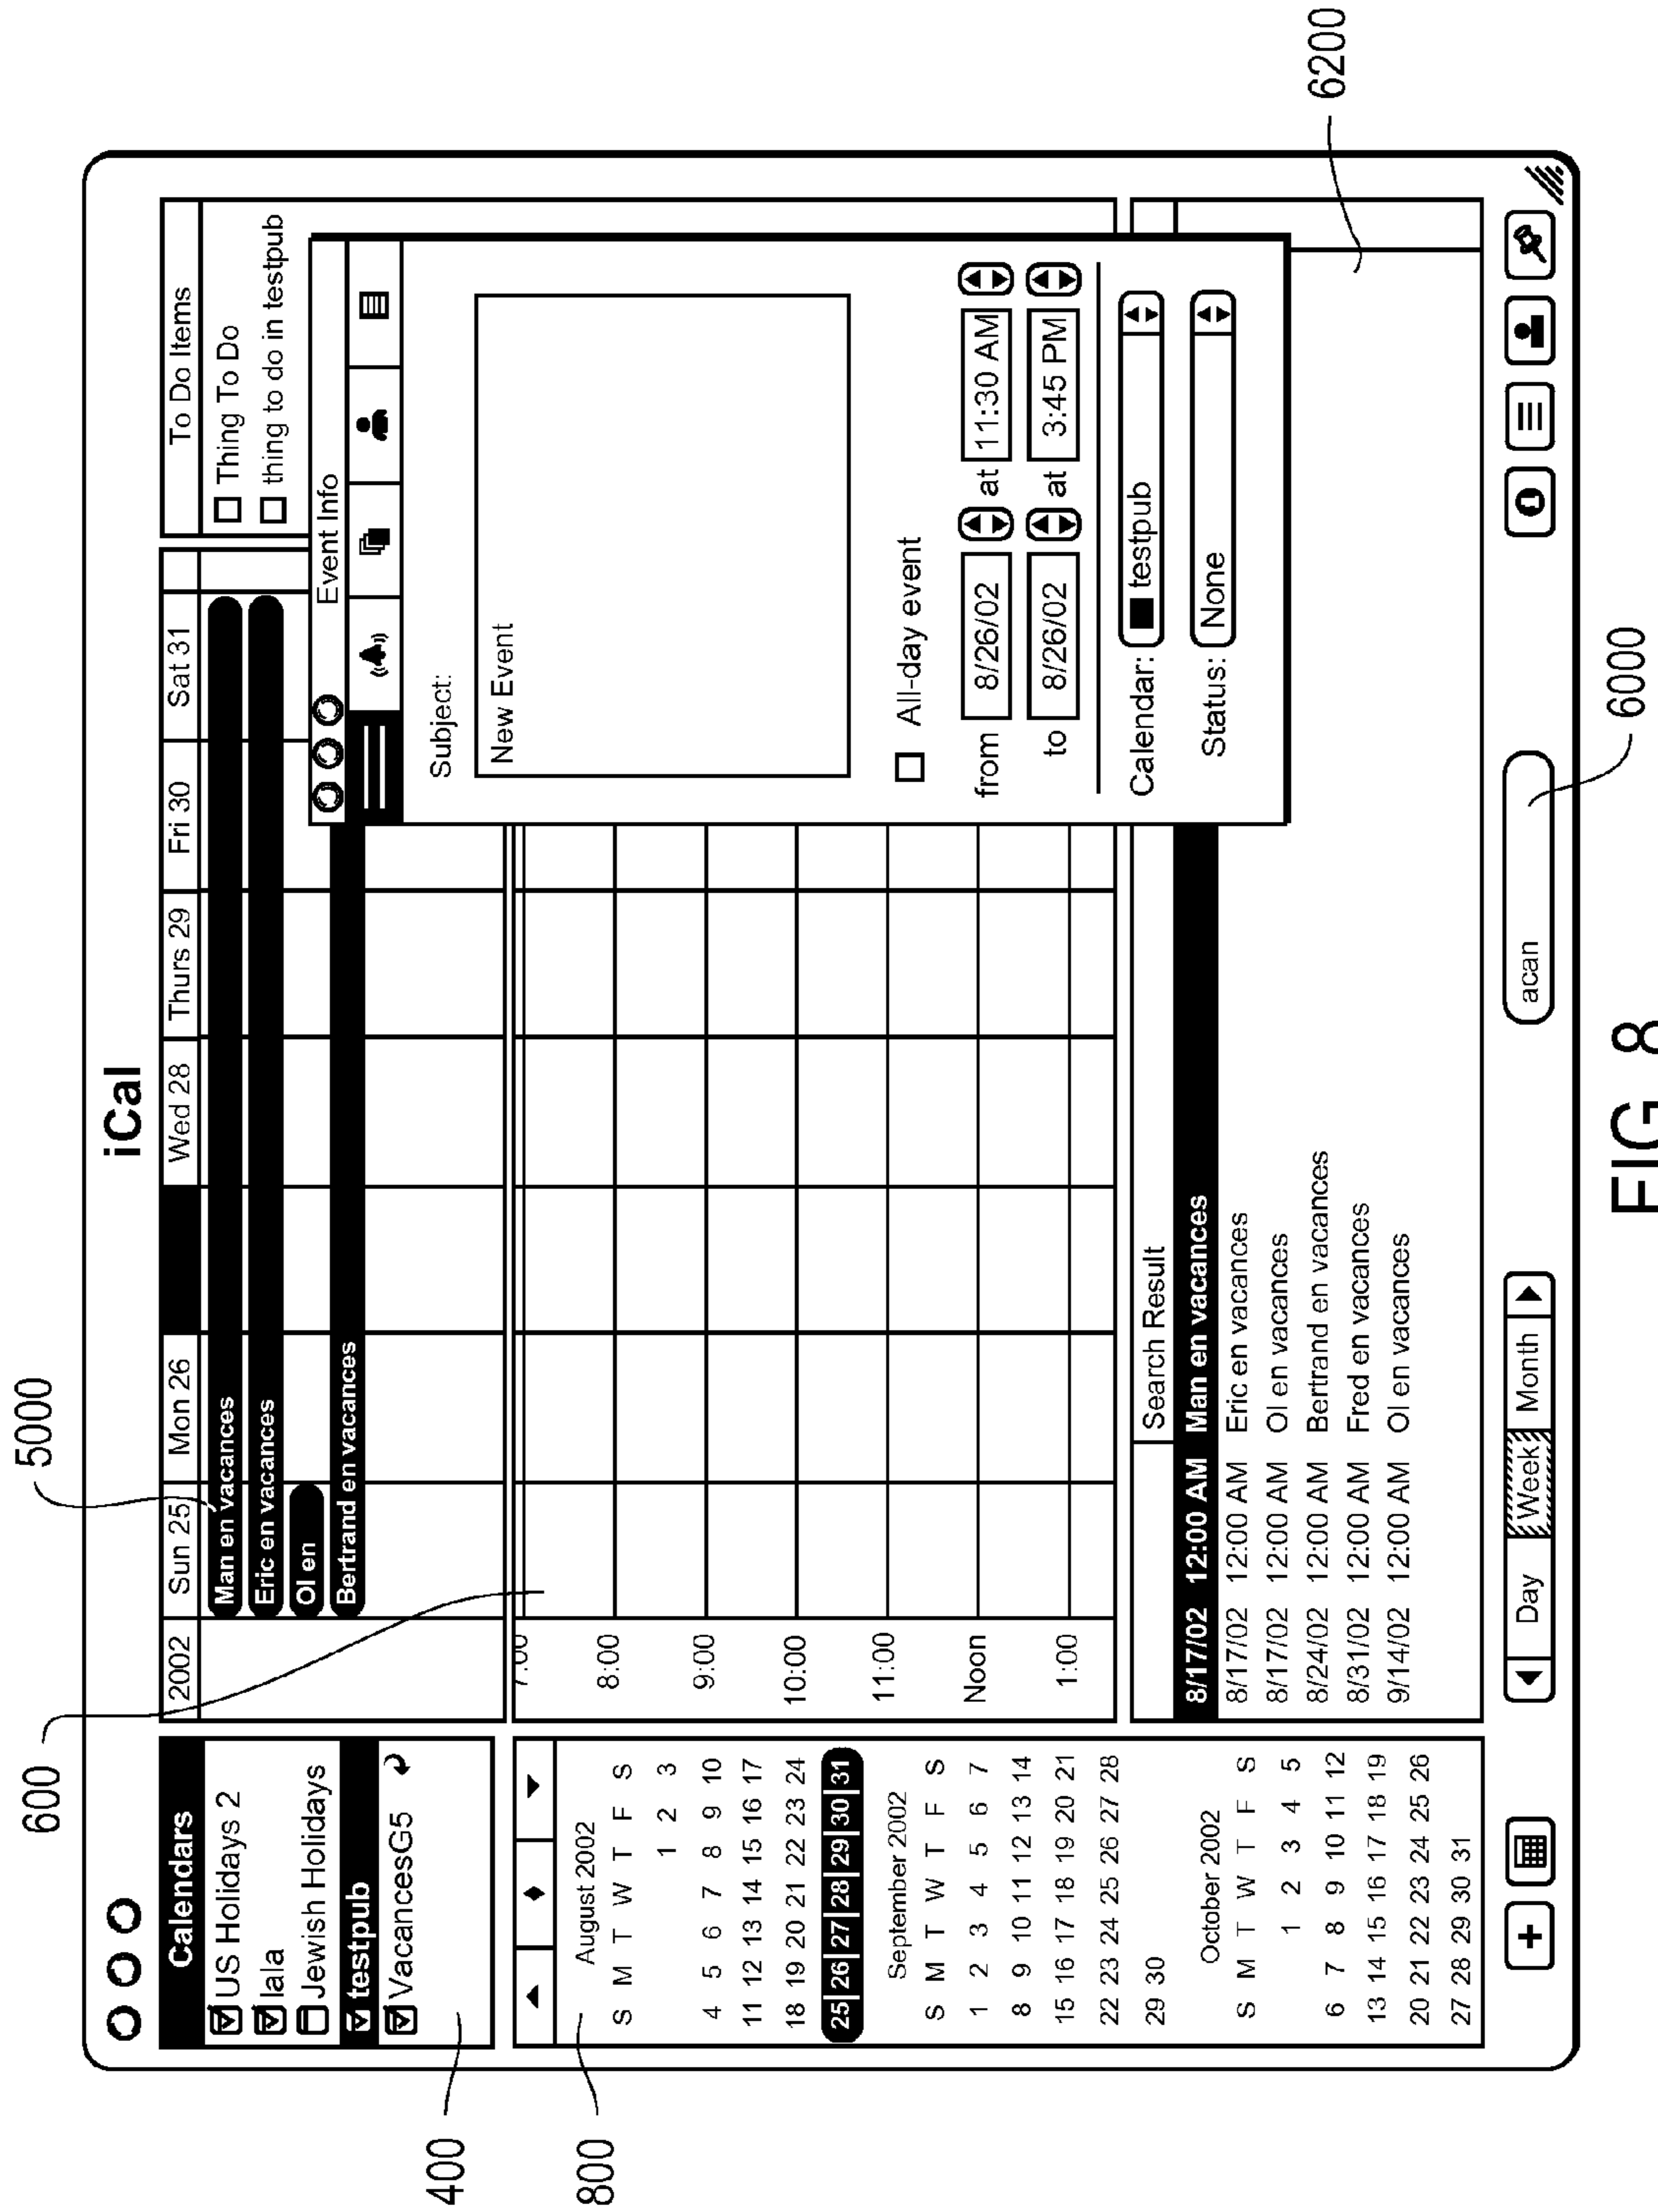 5000
600
iCal
Calendars
US Holidays 2
lala
Jewish Holidays
testpub
VacancesG5
400
2002 Sun 25 Mon 26 Wed 28 Thurs 29 Fri 30 Sat 31
Man en vacances
Eric en vacances
Ol en
Bertrand en vacances
To Do Items
Thing To Do
thing to do in testpub
7:00
8:00
9:00
10:00
11:00
Noon
1:00
Event Info
Subject:
New Event
All-day event
from 8/26/02 at 11:30 AM
to 8/26/02 at 3:45 PM
Calendar: testpub
Status: None
800
August 2002
S M T W T F S
1 2 3
4 5 6 7 8 9 10
11 12 13 14 15 16 17
18 19 20 21 22 23 24
25 26 27 28 29 30 31
September 2002
S M T W T F S
1 2 3 4 5 6 7
8 9 10 11 12 13 14
15 16 17 18 19 20 21
22 23 24 25 26 27 28
29 30
October 2002
S M T W T F S
1 2 3 4 5
6 7 8 9 10 11 12
13 14 15 16 17 18 19
20 21 22 23 24 25 26
27 28 29 30 31
Search Result
8/17/02 12:00 AM Man en vacances
8/17/02 12:00 AM Eric en vacances
8/17/02 12:00 AM Ol en vacances
8/24/02 12:00 AM Bertrand en vacances
8/31/02 12:00 AM Fred en vacances
9/14/02 12:00 AM Ol en vacances
6200
+
Day Week Month
acan
6000
FIG. 8